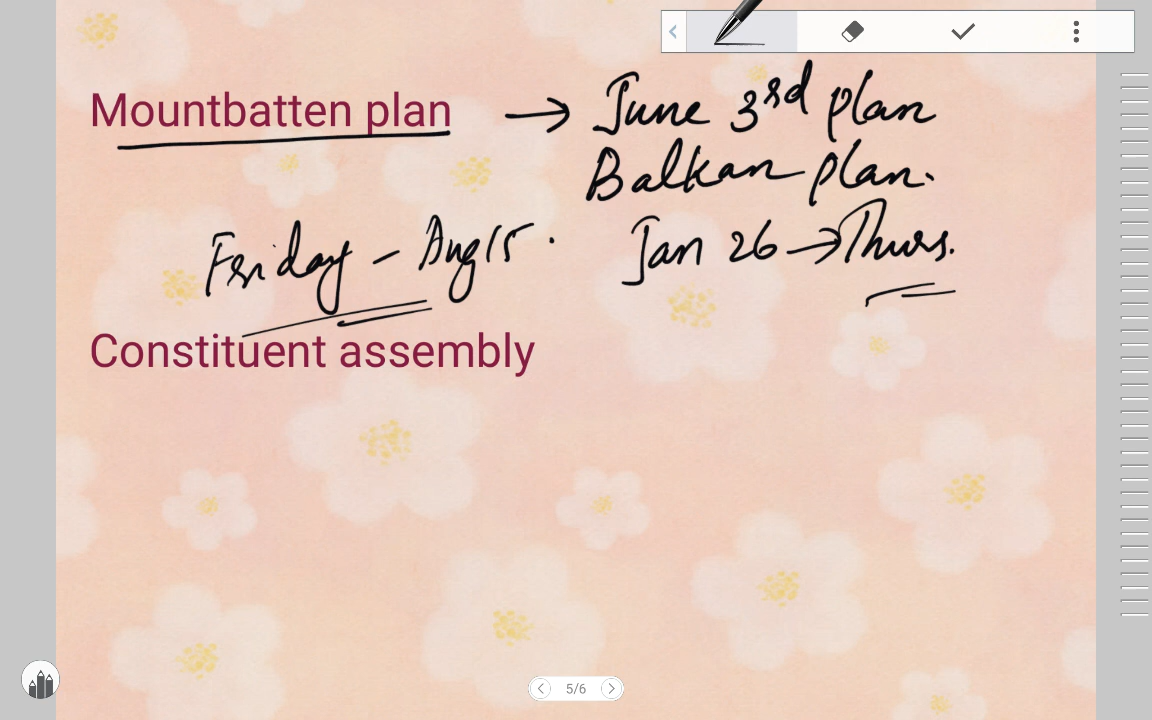 Mountbatten plan → June 3rd plan
Balkan plan.
Friday - Aug 15. Jan 26 → Thurs.
Constituent assembly
5/6